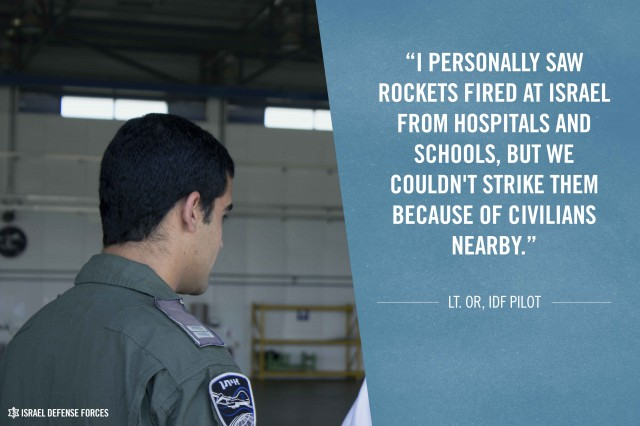 “I PERSONALLY SAW
ROCKETS FIRED AT ISRAEL
FROM HOSPITALS AND
SCHOOLS, BUT WE
COULDN'T STRIKE THEM
BECAUSE OF CIVILIANS
NEARBY.”
LT. OR, IDF PILOT
ISRAEL DEFENSE FORCES